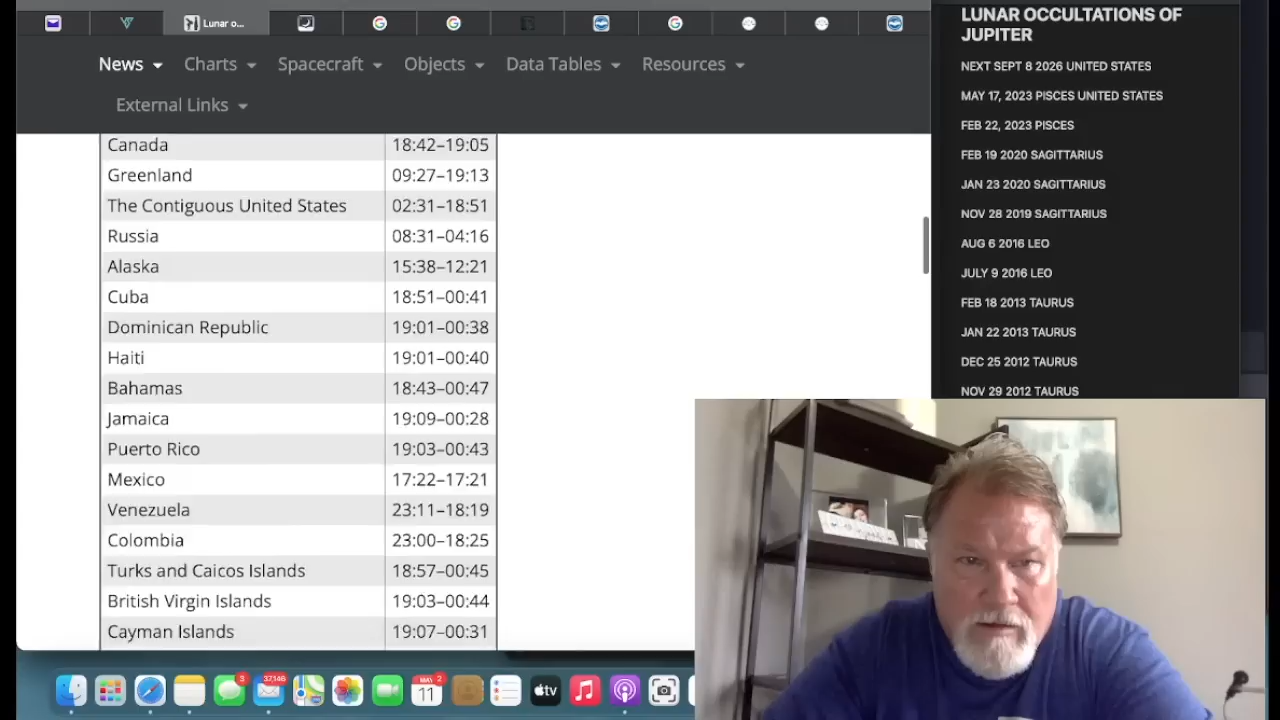 Lunar o...
News
Charts
Spacecraft
Objects
Data Tables
Resources
External Links
Canada 18:42–19:05
Greenland 09:27–19:13
The Contiguous United States 02:31–18:51
Russia 08:31–04:16
Alaska 15:38–12:21
Cuba 18:51–00:41
Dominican Republic 19:01–00:38
Haiti 19:01–00:40
Bahamas 18:43–00:47
Jamaica 19:09–00:28
Puerto Rico 19:03–00:43
Mexico 17:22–17:21
Venezuela 23:11–18:19
Colombia 23:00–18:25
Turks and Caicos Islands 18:57–00:45
British Virgin Islands 19:03–00:44
Cayman Islands 19:07–00:31
LUNAR OCCULTATIONS OF
JUPITER
NEXT SEPT 8 2026 UNITED STATES
MAY 17, 2023 PISCES UNITED STATES
FEB 22, 2023 PISCES
FEB 19 2020 SAGITTARIUS
JAN 23 2020 SAGITTARIUS
NOV 28 2019 SAGITTARIUS
AUG 6 2016 LEO
JULY 9 2016 LEO
FEB 18 2013 TAURUS
JAN 22 2013 TAURUS
DEC 25 2012 TAURUS
NOV 29 2012 TAURUS
3
37,146
MAY
2
11
tv